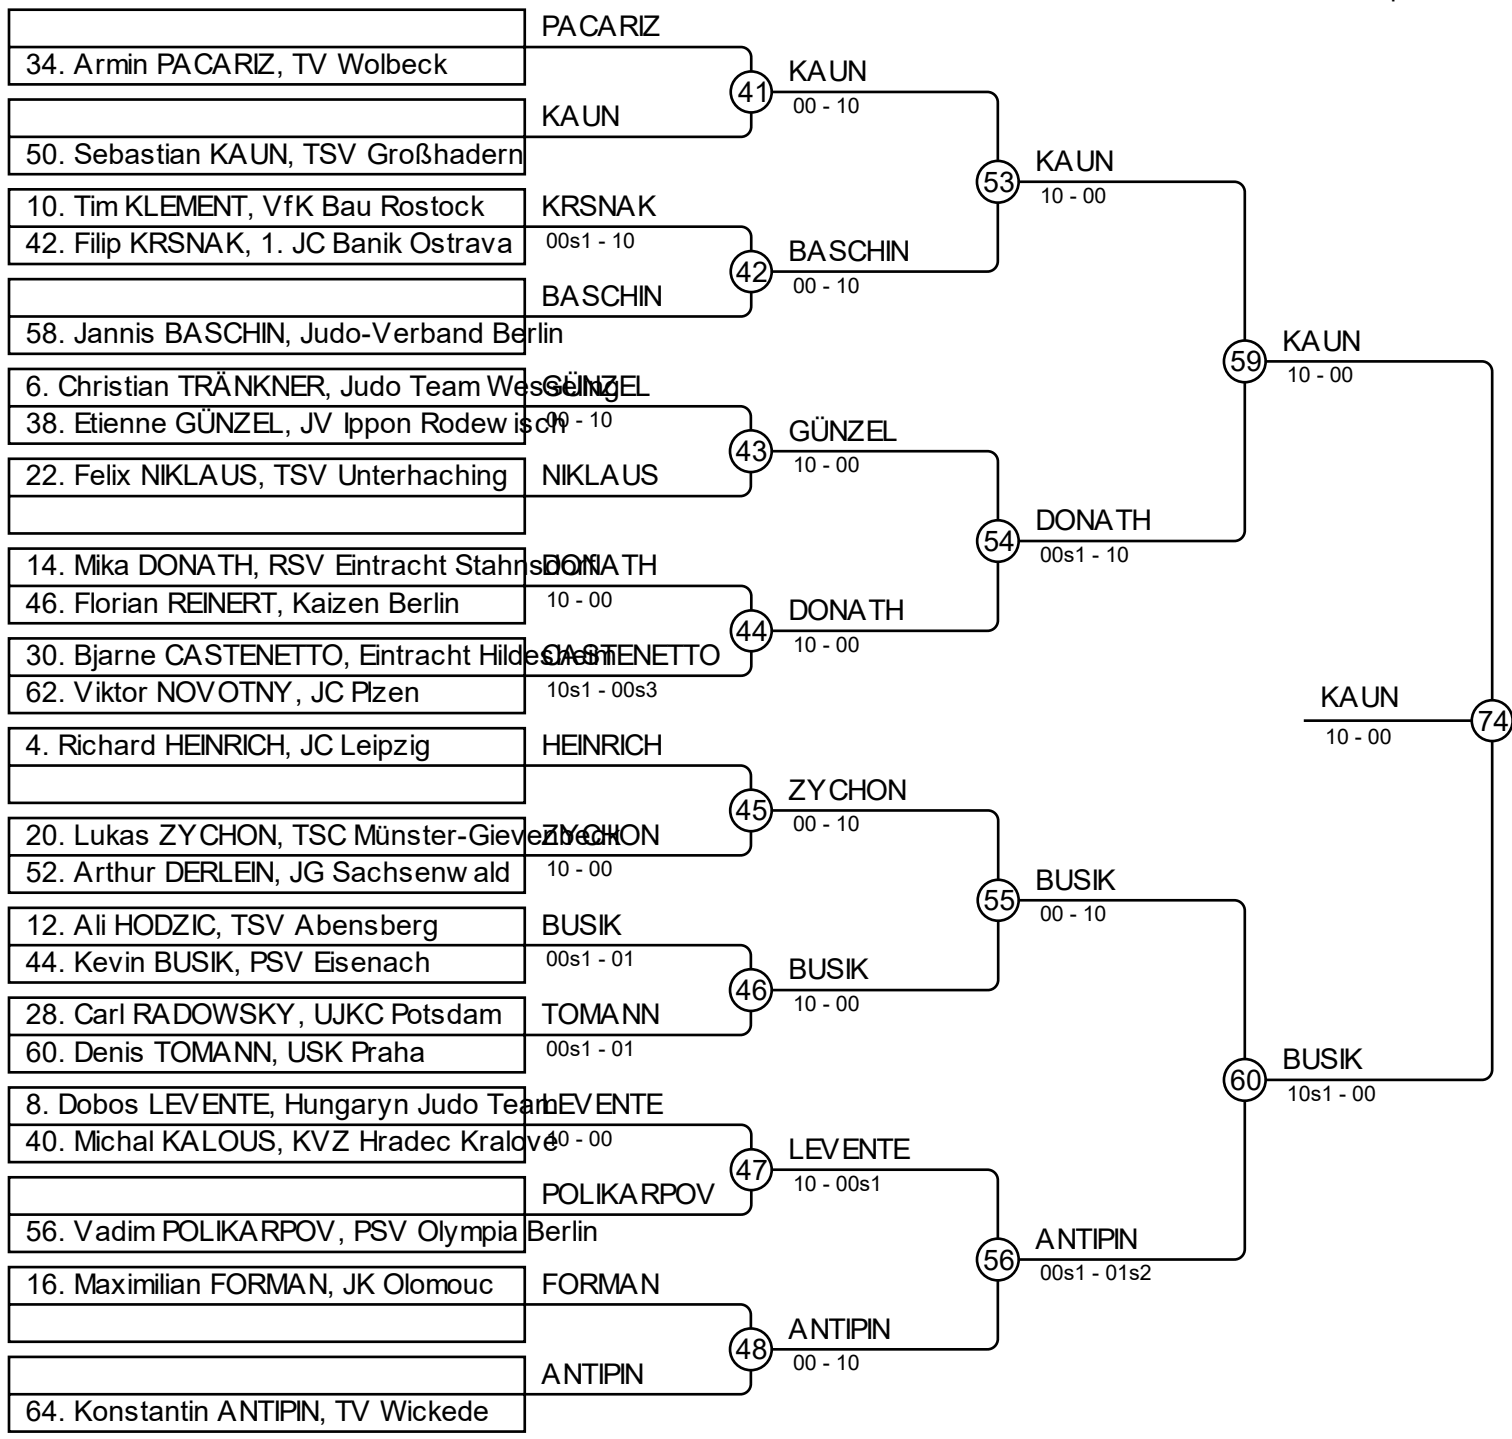 PACARIZ
34. Armin PACARIZ, TV Wolbeck
KAUN
00 - 10
41
KAUN
50. Sebastian KAUN, TSV Großhadern
KAUN
10 - 00
53
10. Tim KLEMENT, VfK Bau Rostock
KRSNAK
42. Filip KRSNAK, 1. JC Banik Ostrava
00s1 - 10
BASCHIN
00 - 10
42
BASCHIN
58. Jannis BASCHIN, Judo-Verband Berlin
KAUN
10 - 00
59
6. Christian TRÄNKNER, Judo Team Wesseling
GÜNZEL
38. Etienne GÜNZEL, JV Ippon Rodewisch
00 - 10
GÜNZEL
10 - 00
43
22. Felix NIKLAUS, TSV Unterhaching
NIKLAUS
DONATH
00s1 - 10
54
14. Mika DONATH, RSV Eintracht Stahnsdorf
DONATH
46. Florian REINERT, Kaizen Berlin
10 - 00
DONATH
10 - 00
44
30. Bjarne CASTENETTO, Eintracht Hildesheim
CASTENETTO
62. Viktor NOVOTNY, JC Plzen
10s1 - 00s3
KAUN
10 - 00
74
4. Richard HEINRICH, JC Leipzig
HEINRICH
ZYCHON
00 - 10
45
20. Lukas ZYCHON, TSC Münster-Gievenbeck
ZYCHON
52. Arthur DERLEIN, JG Sachsenwald
10 - 00
BUSIK
00 - 10
55
12. Ali HODZIC, TSV Abensberg
BUSIK
44. Kevin BUSIK, PSV Eisenach
00s1 - 01
BUSIK
10 - 00
46
28. Carl RADOWSKY, UJKC Potsdam
TOMANN
60. Denis TOMANN, USK Praha
00s1 - 01
BUSIK
10s1 - 00
60
8. Dobos LEVENTE, Hungaryn Judo Team
LEVENTE
40. Michal KALOUS, KVZ Hradec Kralové
10 - 00
LEVENTE
10 - 00s1
47
POLIKARPOV
56. Vadim POLIKARPOV, PSV Olympia Berlin
ANTIPIN
00s1 - 01s2
56
16. Maximilian FORMAN, JK Olomouc
FORMAN
ANTIPIN
00 - 10
48
ANTIPIN
64. Konstantin ANTIPIN, TV Wickede